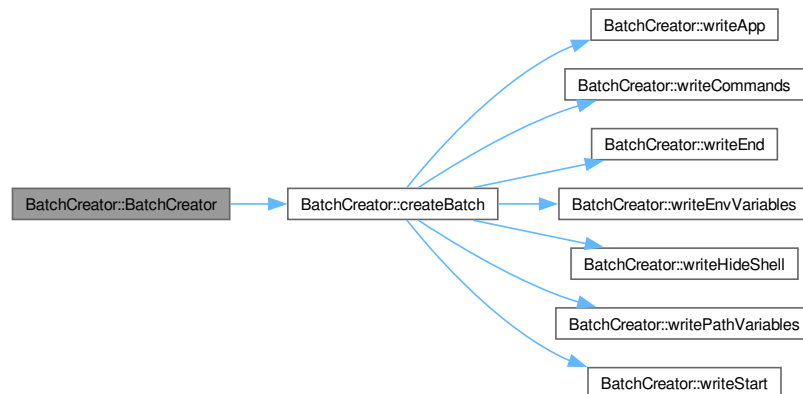 BatchCreator::BatchCreator
BatchCreator::createBatch
BatchCreator::writeApp
BatchCreator::writeCommands
BatchCreator::writeEnd
BatchCreator::writeEnvVariables
BatchCreator::writeHideShell
BatchCreator::writePathVariables
BatchCreator::writeStart